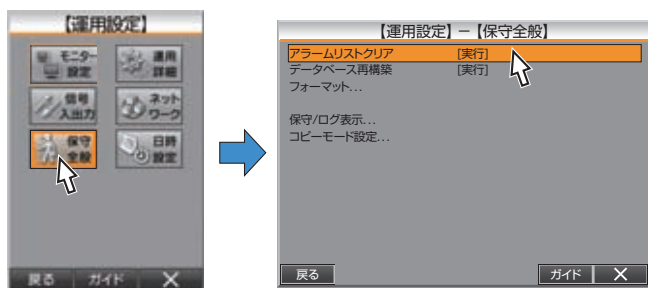 【運用設定】
モニター 設定
運用 詳細
信号 入出力
ネット ワーク
保守 全般
日時 設定
戻る ガイド ×
【運用設定】－【保守全般】
アラームリストクリア [実行]
データベース再構築 [実行]
フォーマット...
保守/ログ表示...
コピーモード設定...
戻る ガイド ×